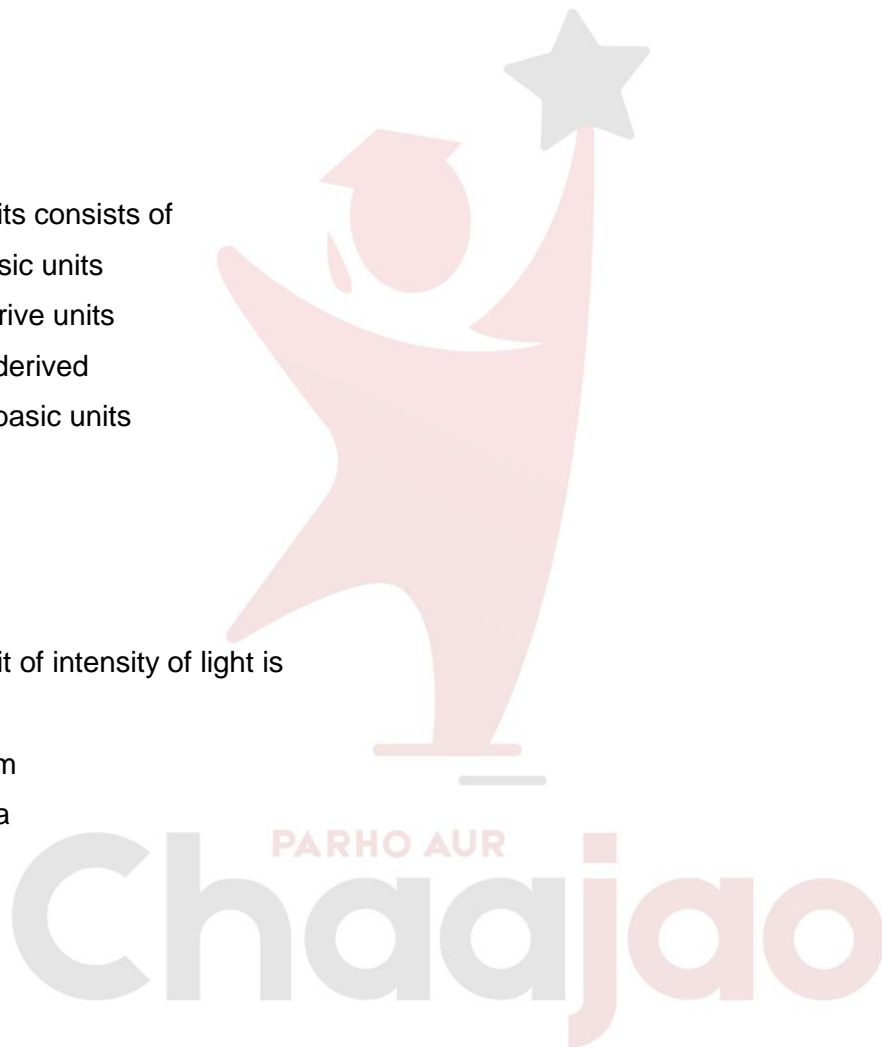 its consists of
sic units
rive units
derived
basic units
it of intensity of light is
m
a
PARHO AUR
Chaajao